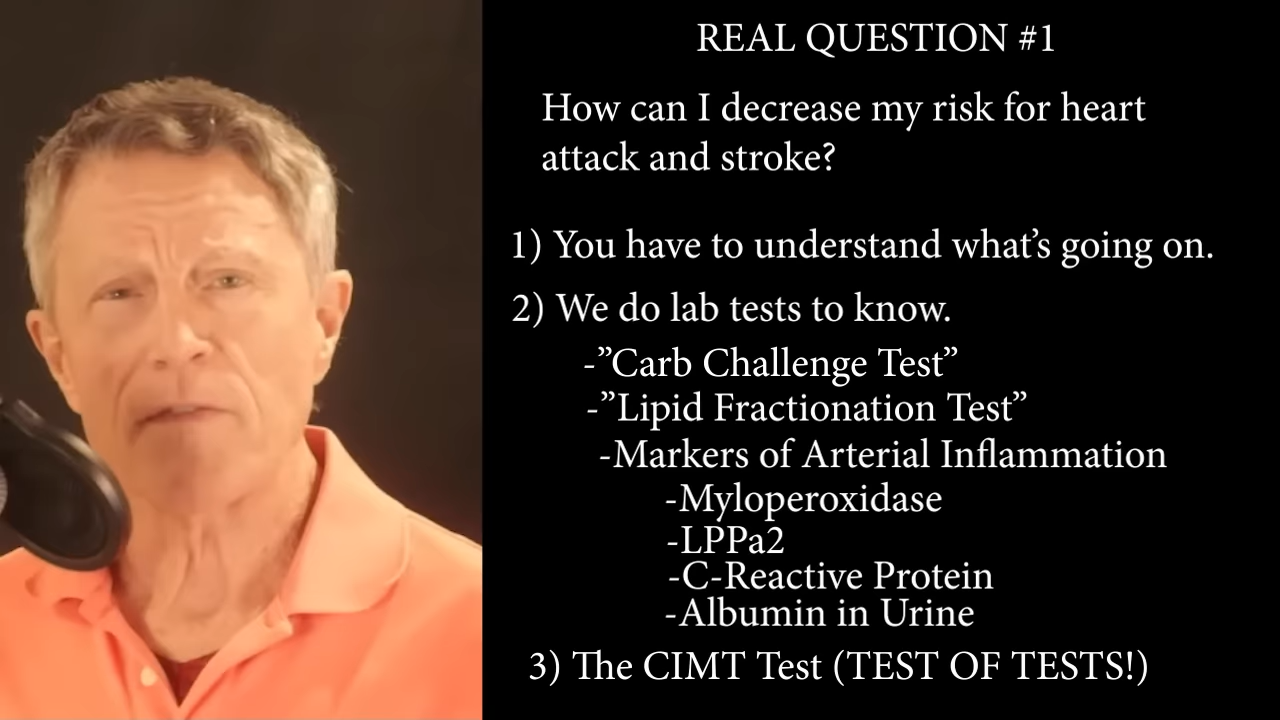 REAL QUESTION #1
How can I decrease my risk for heart
attack and stroke?
1) You have to understand what’s going on.
2) We do lab tests to know.
-”Carb Challenge Test”
-”Lipid Fractionation Test”
-Markers of Arterial Inflammation
-Myloperoxidase
-LPPa2
-C-Reactive Protein
-Albumin in Urine
3) The CIMT Test (TEST OF TESTS!)